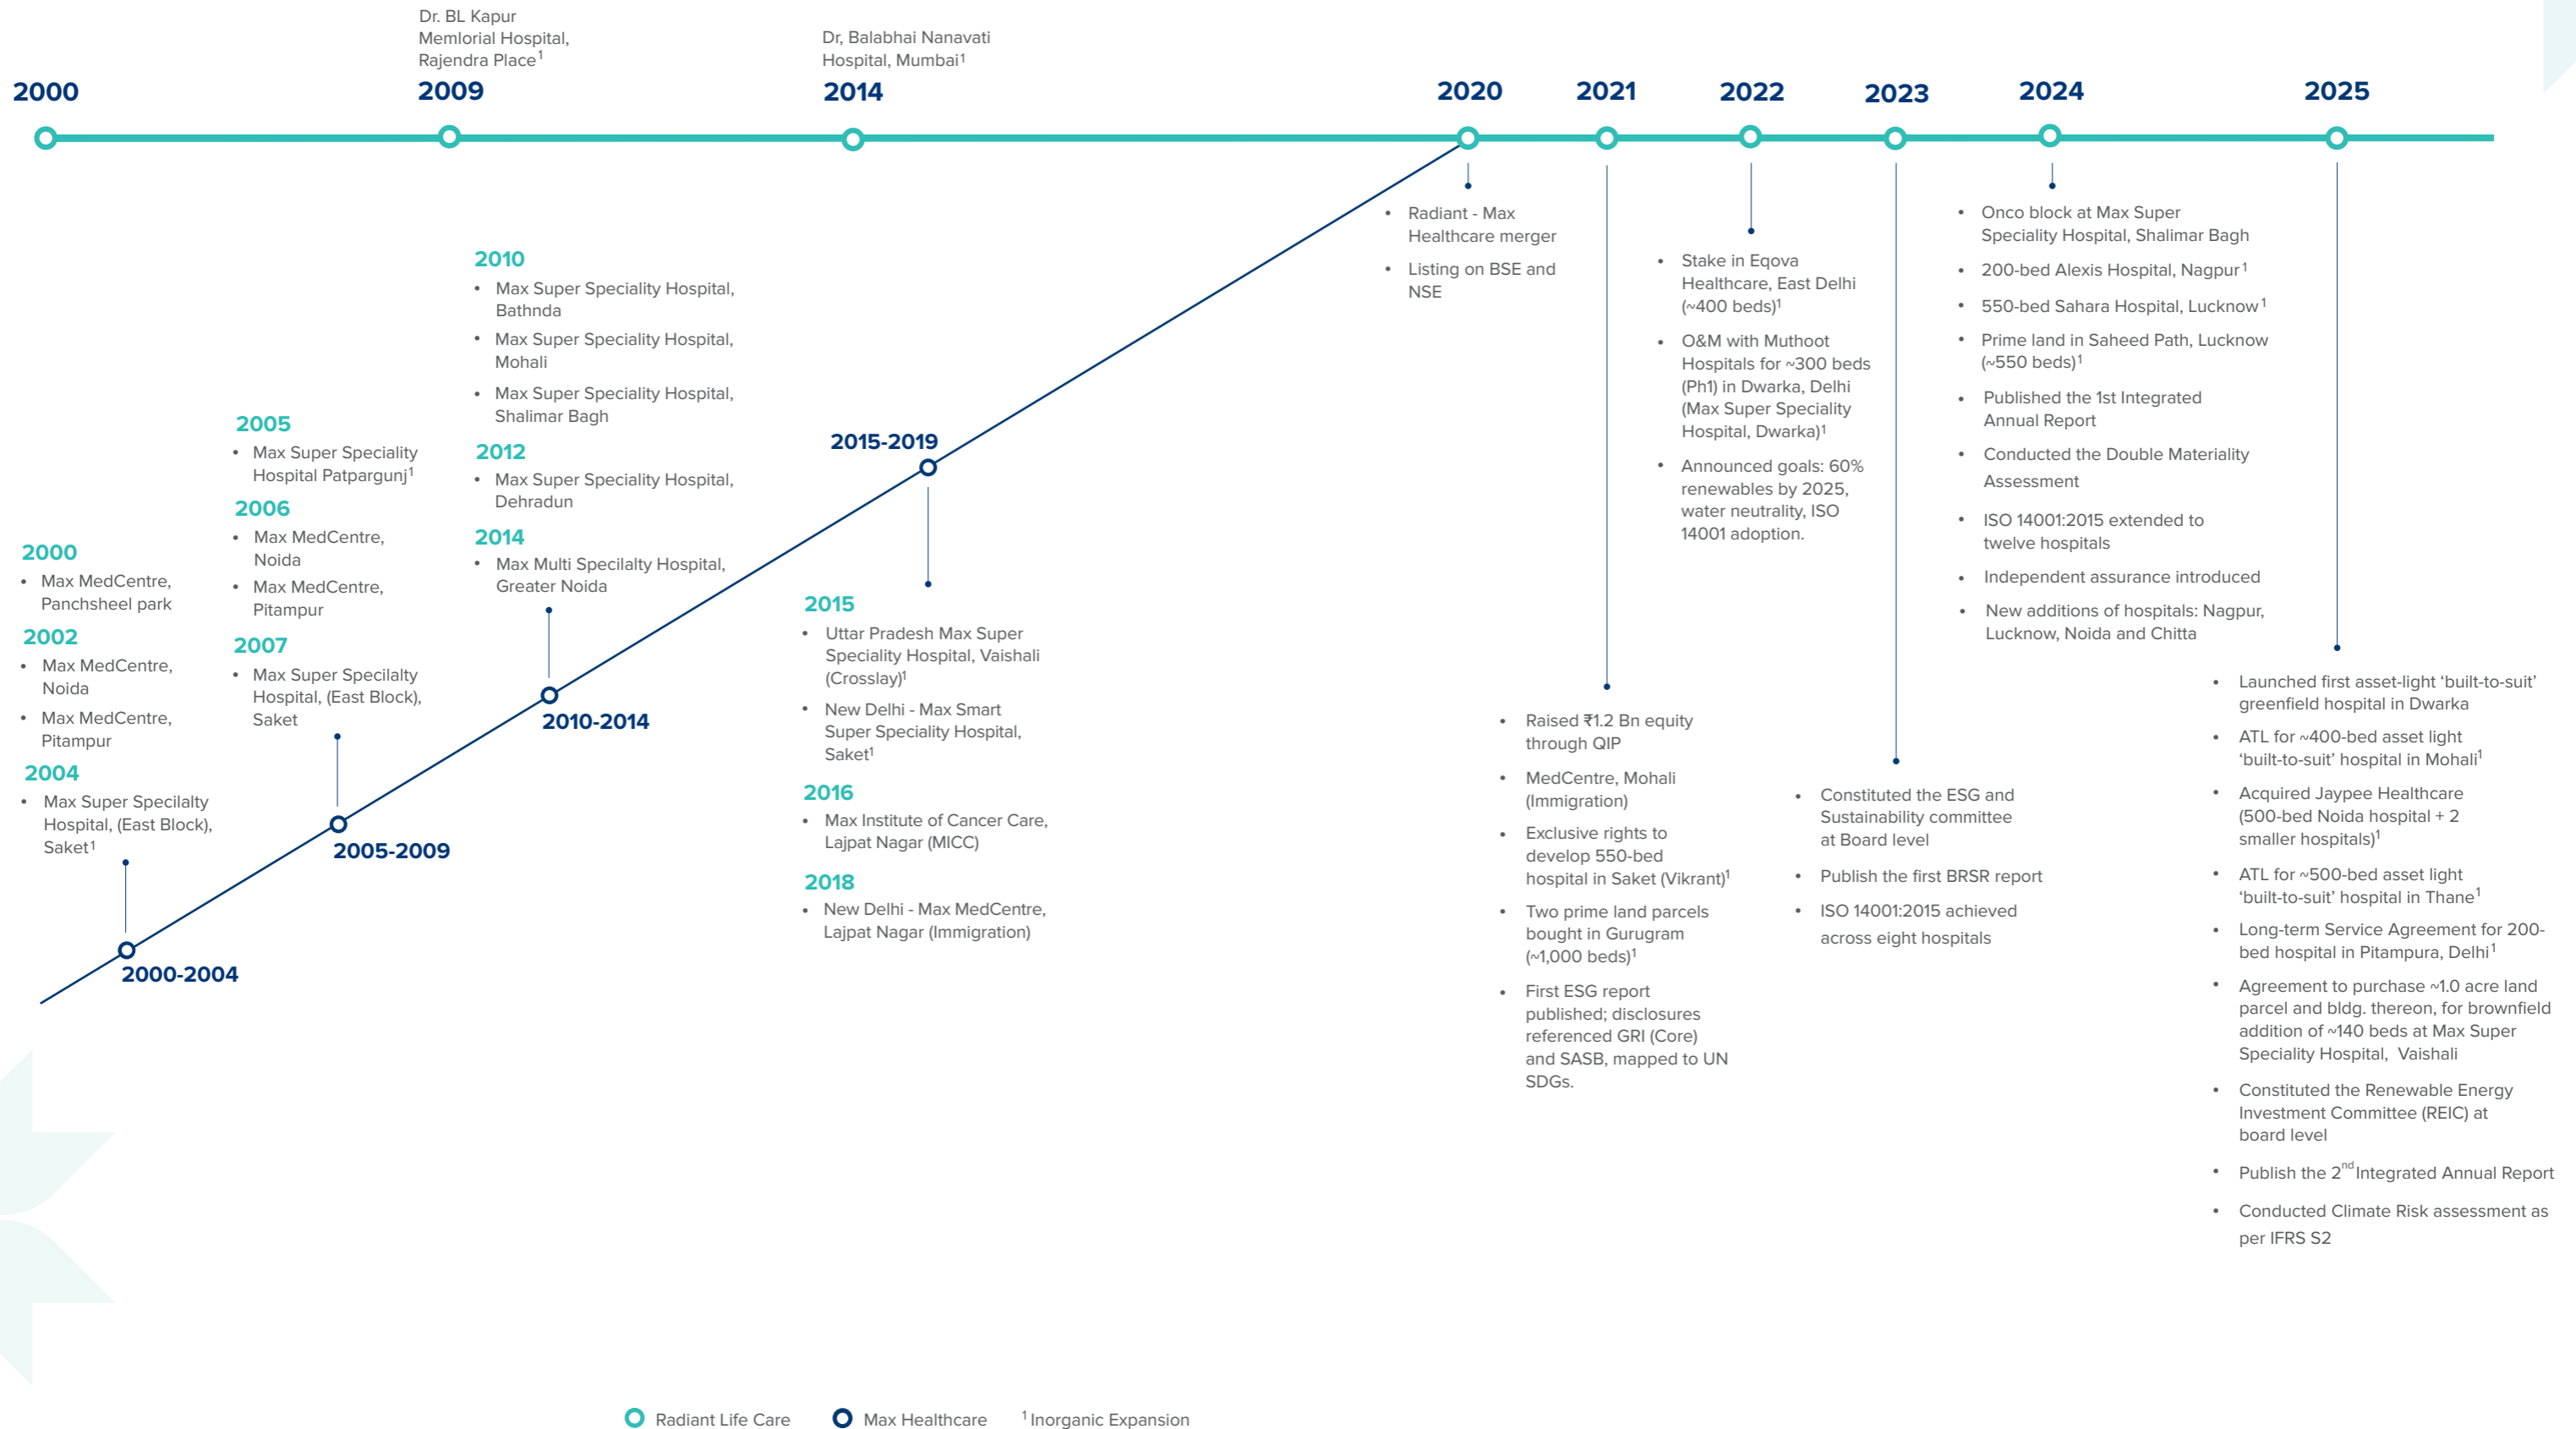 Dr. BL Kapur
Memlorial Hospital,
Rajendra Place1
Dr, Balabhai Nanavati
Hospital, Mumbai1
2000
2009
2014
2020
2021
2022
2023
2024
2025
2000
• Max MedCentre,
Panchsheel park
2002
• Max MedCentre,
Noida
• Max MedCentre,
Pitampur
2004
• Max Super Specilalty
Hospital, (East Block),
Saket1
2000-2004
2005
• Max Super Speciality
Hospital Patpargunj1
2006
• Max MedCentre,
Noida
• Max MedCentre,
Pitampur
2007
• Max Super Specilalty
Hospital, (East Block),
Saket
2005-2009
2010
• Max Super Speciality Hospital,
Bathnda
• Max Super Speciality Hospital,
Mohali
• Max Super Speciality Hospital,
Shalimar Bagh
2012
• Max Super Speciality Hospital,
Dehradun
2014
• Max Multi Specilalty Hospital,
Greater Noida
2010-2014
2015-2019
2015
• Uttar Pradesh Max Super
Speciality Hospital, Vaishali
(Crosslay)1
• New Delhi - Max Smart
Super Speciality Hospital,
Saket1
2016
• Max Institute of Cancer Care,
Lajpat Nagar (MICC)
2018
• New Delhi - Max MedCentre,
Lajpat Nagar (Immigration)
• Radiant - Max
Healthcare merger
• Listing on BSE and
NSE
• Raised ₹1.2 Bn equity
through QIP
• MedCentre, Mohali
(Immigration)
• Exclusive rights to
develop 550-bed
hospital in Saket (Vikrant)1
• Two prime land parcels
bought in Gurugram
(~1,000 beds)1
• First ESG report
published; disclosures
referenced GRI (Core)
and SASB, mapped to UN
SDGs.
• Stake in Eqova
Healthcare, East Delhi
(~400 beds)1
• O&M with Muthoot
Hospitals for ~300 beds
(Ph1) in Dwarka, Delhi
(Max Super Speciality
Hospital, Dwarka)1
• Announced goals: 60%
renewables by 2025,
water neutrality, ISO
14001 adoption.
• Constituted the ESG and
Sustainability committee
at Board level
• Publish the first BRSR report
• ISO 14001:2015 achieved
across eight hospitals
• Onco block at Max Super
Speciality Hospital, Shalimar Bagh
• 200-bed Alexis Hospital, Nagpur1
• 550-bed Sahara Hospital, Lucknow1
• Prime land in Saheed Path, Lucknow
(~550 beds)1
• Published the 1st Integrated
Annual Report
• Conducted the Double Materiality
Assessment
• ISO 14001:2015 extended to
twelve hospitals
• Independent assurance introduced
• New additions of hospitals: Nagpur,
Lucknow, Noida and Chitta
• Launched first asset-light ‘built-to-suit’
greenfield hospital in Dwarka
• ATL for ~400-bed asset light
‘built-to-suit’ hospital in Mohali1
• Acquired Jaypee Healthcare
(500-bed Noida hospital + 2
smaller hospitals)1
• ATL for ~500-bed asset light
‘built-to-suit’ hospital in Thane1
• Long-term Service Agreement for 200-
bed hospital in Pitampura, Delhi1
• Agreement to purchase ~1.0 acre land
parcel and bldg. thereon, for brownfield
addition of ~140 beds at Max Super
Speciality Hospital, Vaishali
• Constituted the Renewable Energy
Investment Committee (REIC) at
board level
• Publish the 2nd Integrated Annual Report
• Conducted Climate Risk assessment as
per IFRS S2
Radiant Life Care
Max Healthcare
1 Inorganic Expansion